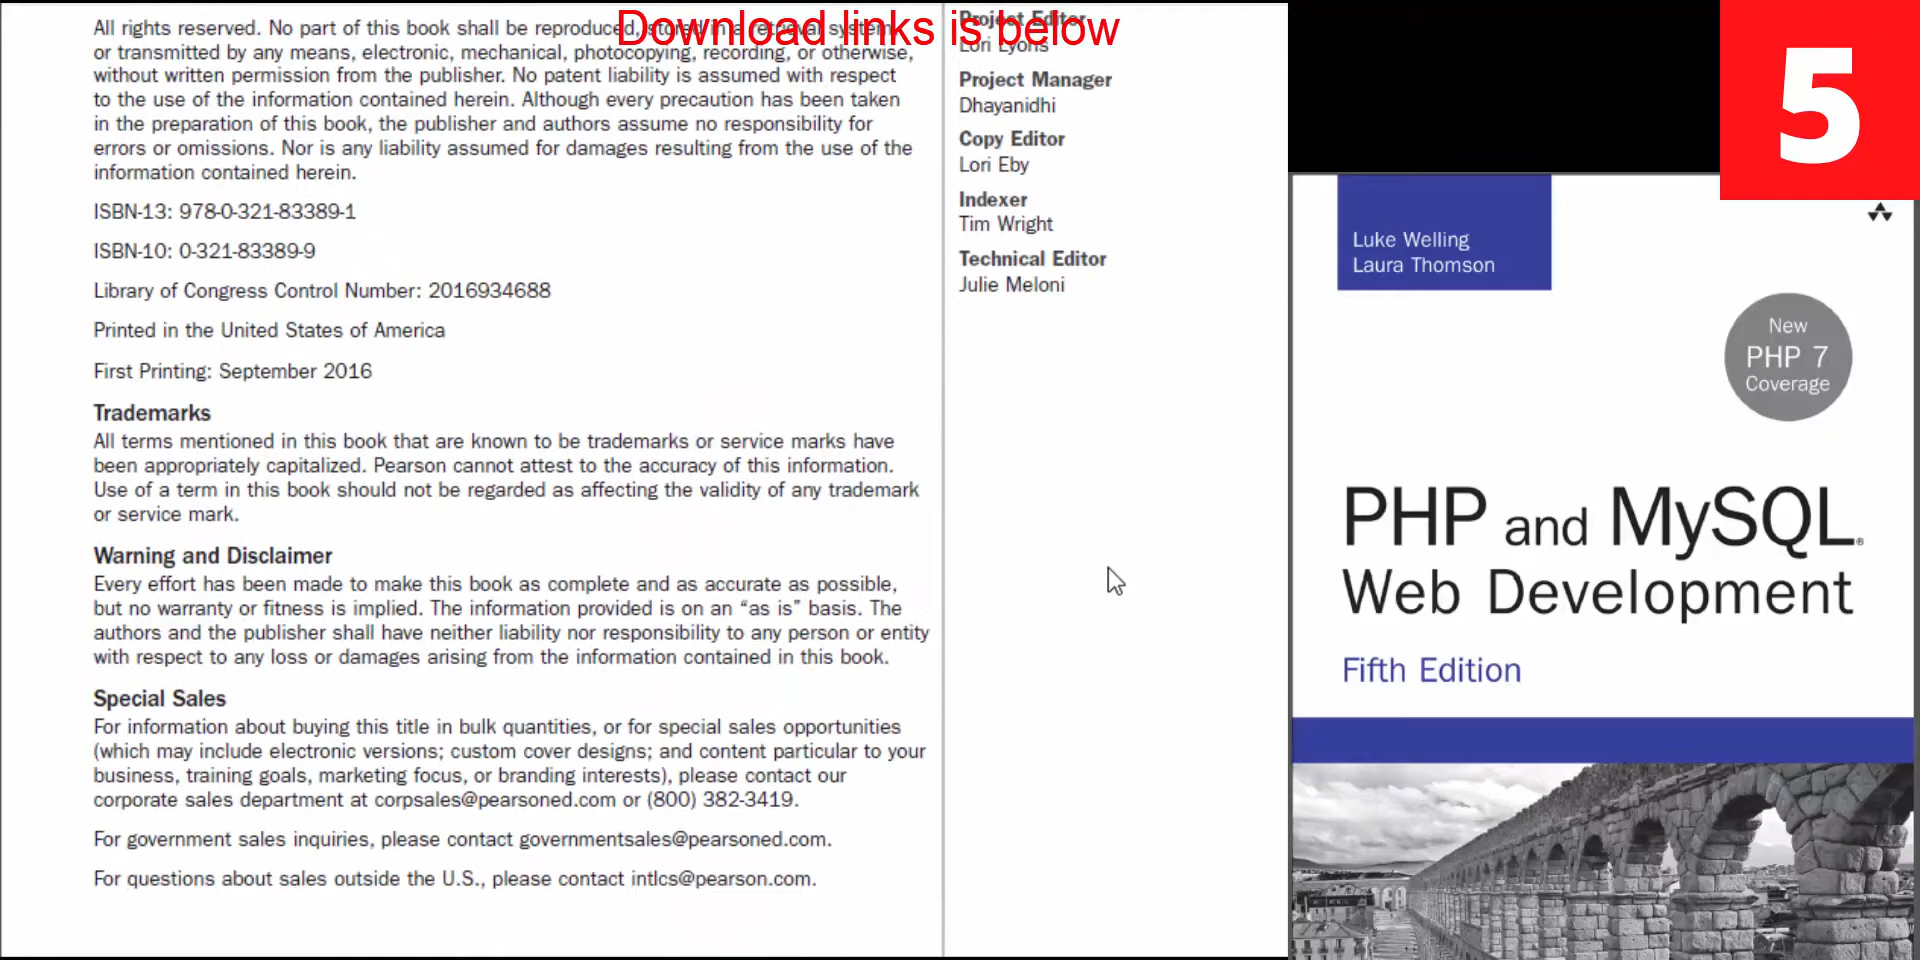 Download links is below
All rights reserved. No part of this book shall be reproduced, stored in a retrieval system,
or transmitted by any means, electronic, mechanical, photocopying, recording, or otherwise,
without written permission from the publisher. No patent liability is assumed with respect
to the use of the information contained herein. Although every precaution has been taken
in the preparation of this book, the publisher and authors assume no responsibility for
errors or omissions. Nor is any liability assumed for damages resulting from the use of the
information contained herein.
ISBN-13: 978-0-321-83389-1
ISBN-10: 0-321-83389-9
Library of Congress Control Number: 2016934688
Printed in the United States of America
First Printing: September 2016
Trademarks
All terms mentioned in this book that are known to be trademarks or service marks have
been appropriately capitalized. Pearson cannot attest to the accuracy of this information.
Use of a term in this book should not be regarded as affecting the validity of any trademark
or service mark.
Warning and Disclaimer
Every effort has been made to make this book as complete and as accurate as possible,
but no warranty or fitness is implied. The information provided is on an “as is” basis. The
authors and the publisher shall have neither liability nor responsibility to any person or entity
with respect to any loss or damages arising from the information contained in this book.
Special Sales
For information about buying this title in bulk quantities, or for special sales opportunities
(which may include electronic versions; custom cover designs; and content particular to your
business, training goals, marketing focus, or branding interests), please contact our
corporate sales department at corpsales@pearsoned.com or (800) 382-3419.
For government sales inquiries, please contact governmentsales@pearsoned.com.
For questions about sales outside the U.S., please contact intlcs@pearson.com.
Project Editor
Lori Lyons
Project Manager
Dhayanidhi
Copy Editor
Lori Eby
Indexer
Tim Wright
Technical Editor
Julie Meloni
5
Luke Welling
Laura Thomson
New
PHP 7
Coverage
PHP and MySQL®
Web Development
Fifth Edition